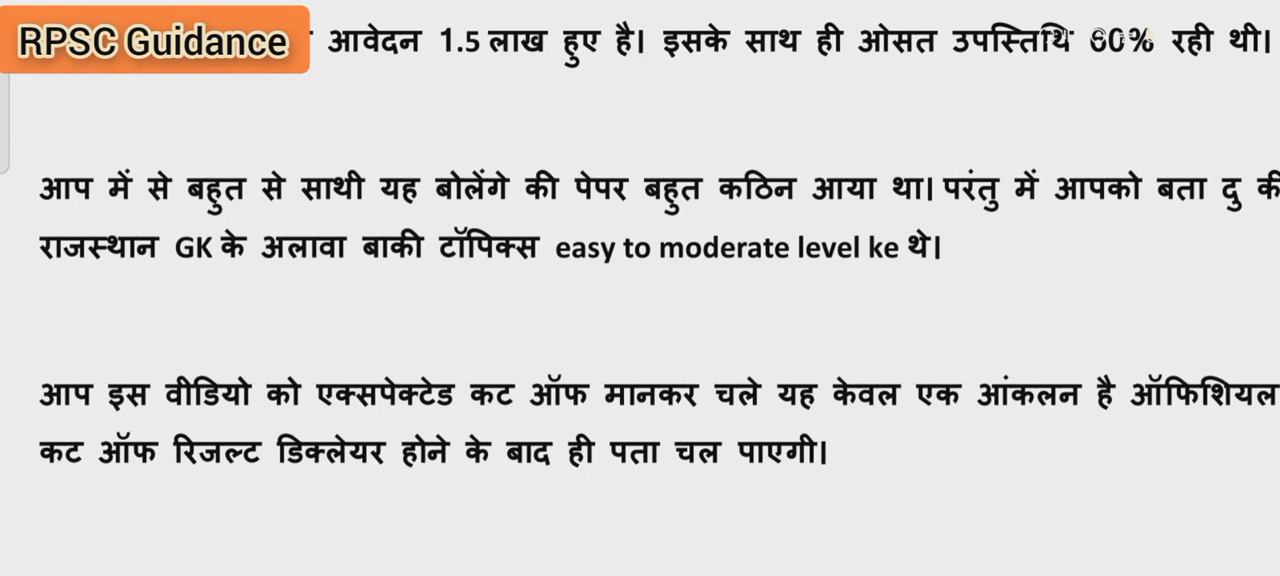 RPSC Guidance आवेदन 1.5 लाख हुए है। इसके साथ ही ओसत उपस्तिथि 60% रही थी।
आप में से बहुत से साथी यह बोलेंगे की पेपर बहुत कठिन आया था। परंतु में आपको बता दु की
राजस्थान GK के अलावा बाकी टॉपिक्स easy to moderate level ke थे।
आप इस वीडियो को एक्सपेक्टेड कट ऑफ मानकर चले यह केवल एक आंकलन है ऑफिशियल
कट ऑफ रिजल्ट डिक्लेयर होने के बाद ही पता चल पाएगी।